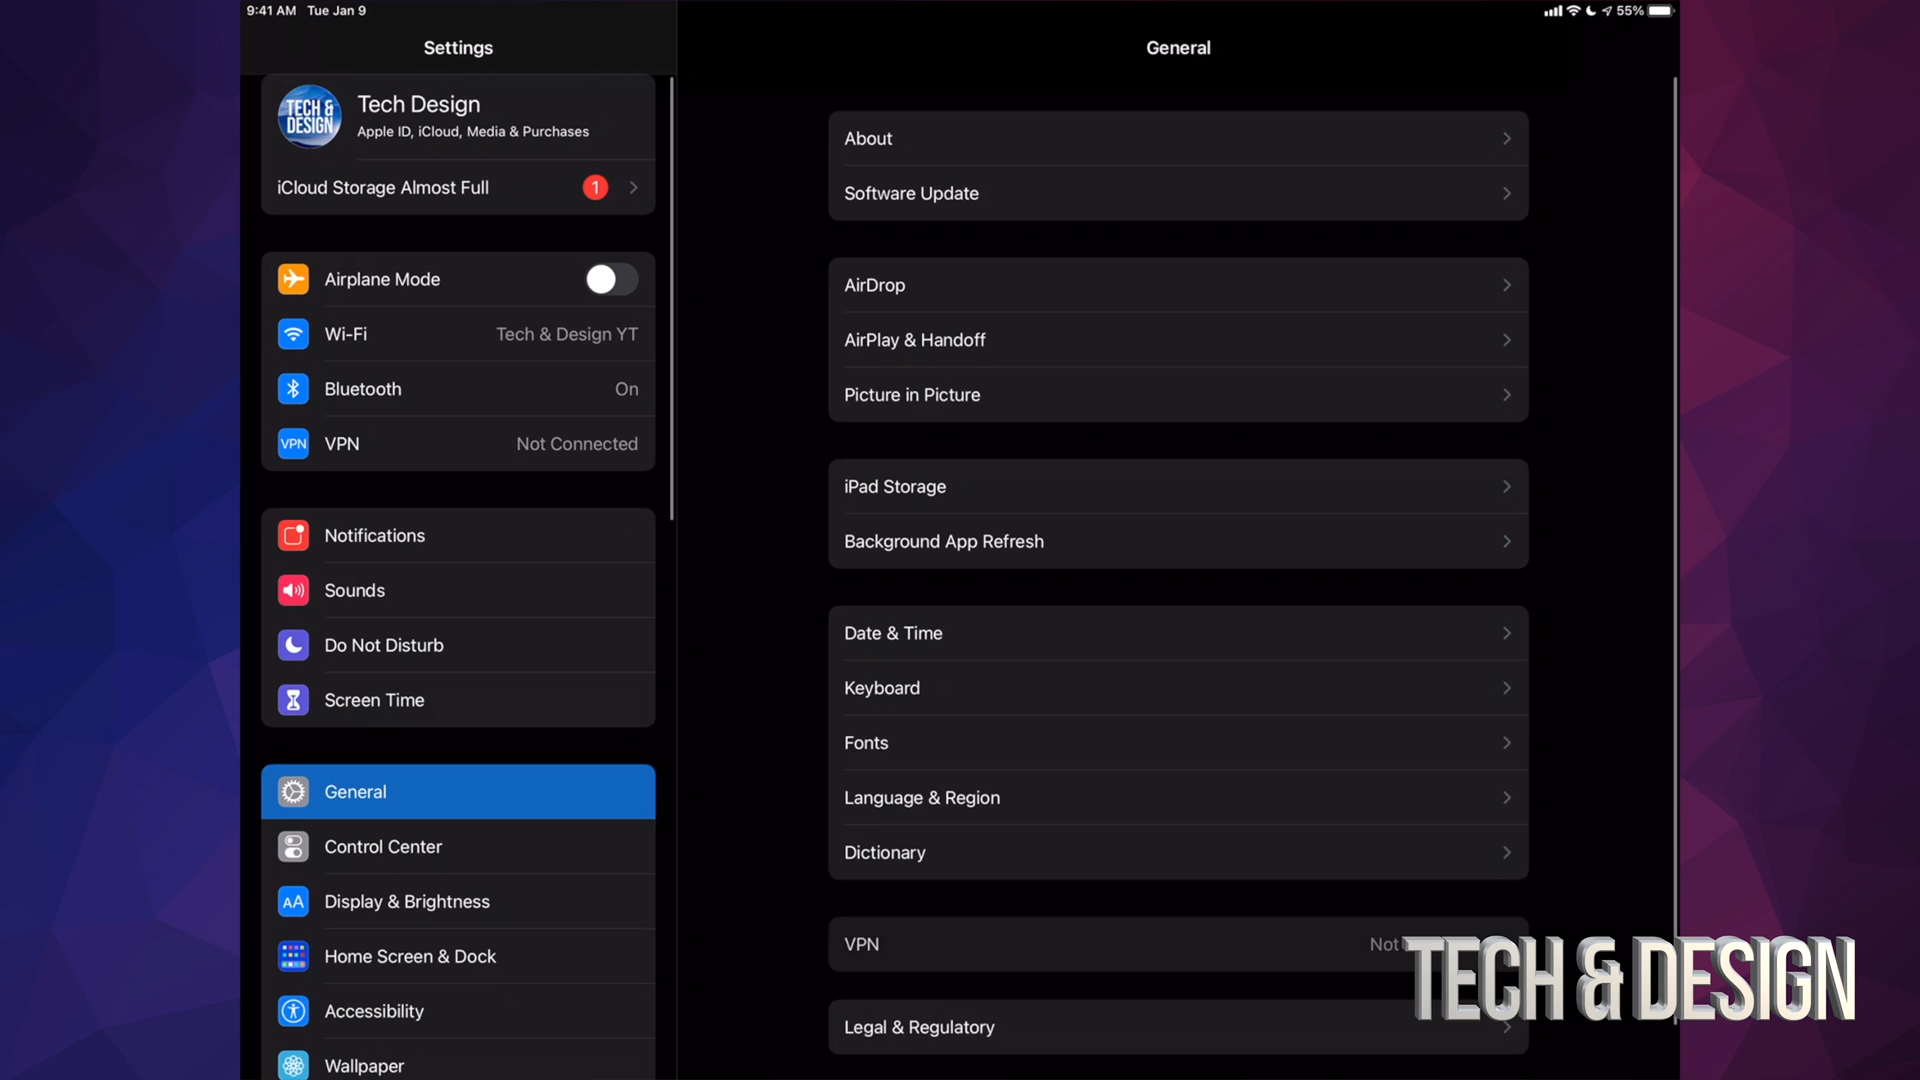 9:41 AM Tue Jan 9
55%
Settings
TECH &
DESIGN
Tech Design
Apple ID, iCloud, Media & Purchases
iCloud Storage Almost Full 1
Airplane Mode
Wi-Fi Tech & Design YT
Bluetooth On
VPN VPN Not Connected
Notifications
Sounds
Do Not Disturb
Screen Time
General
Control Center
AA Display & Brightness
Home Screen & Dock
Accessibility
Wallpaper
General
About
Software Update
AirDrop
AirPlay & Handoff
Picture in Picture
iPad Storage
Background App Refresh
Date & Time
Keyboard
Fonts
Language & Region
Dictionary
VPN Not
Legal & Regulatory
TECH & DESIGN